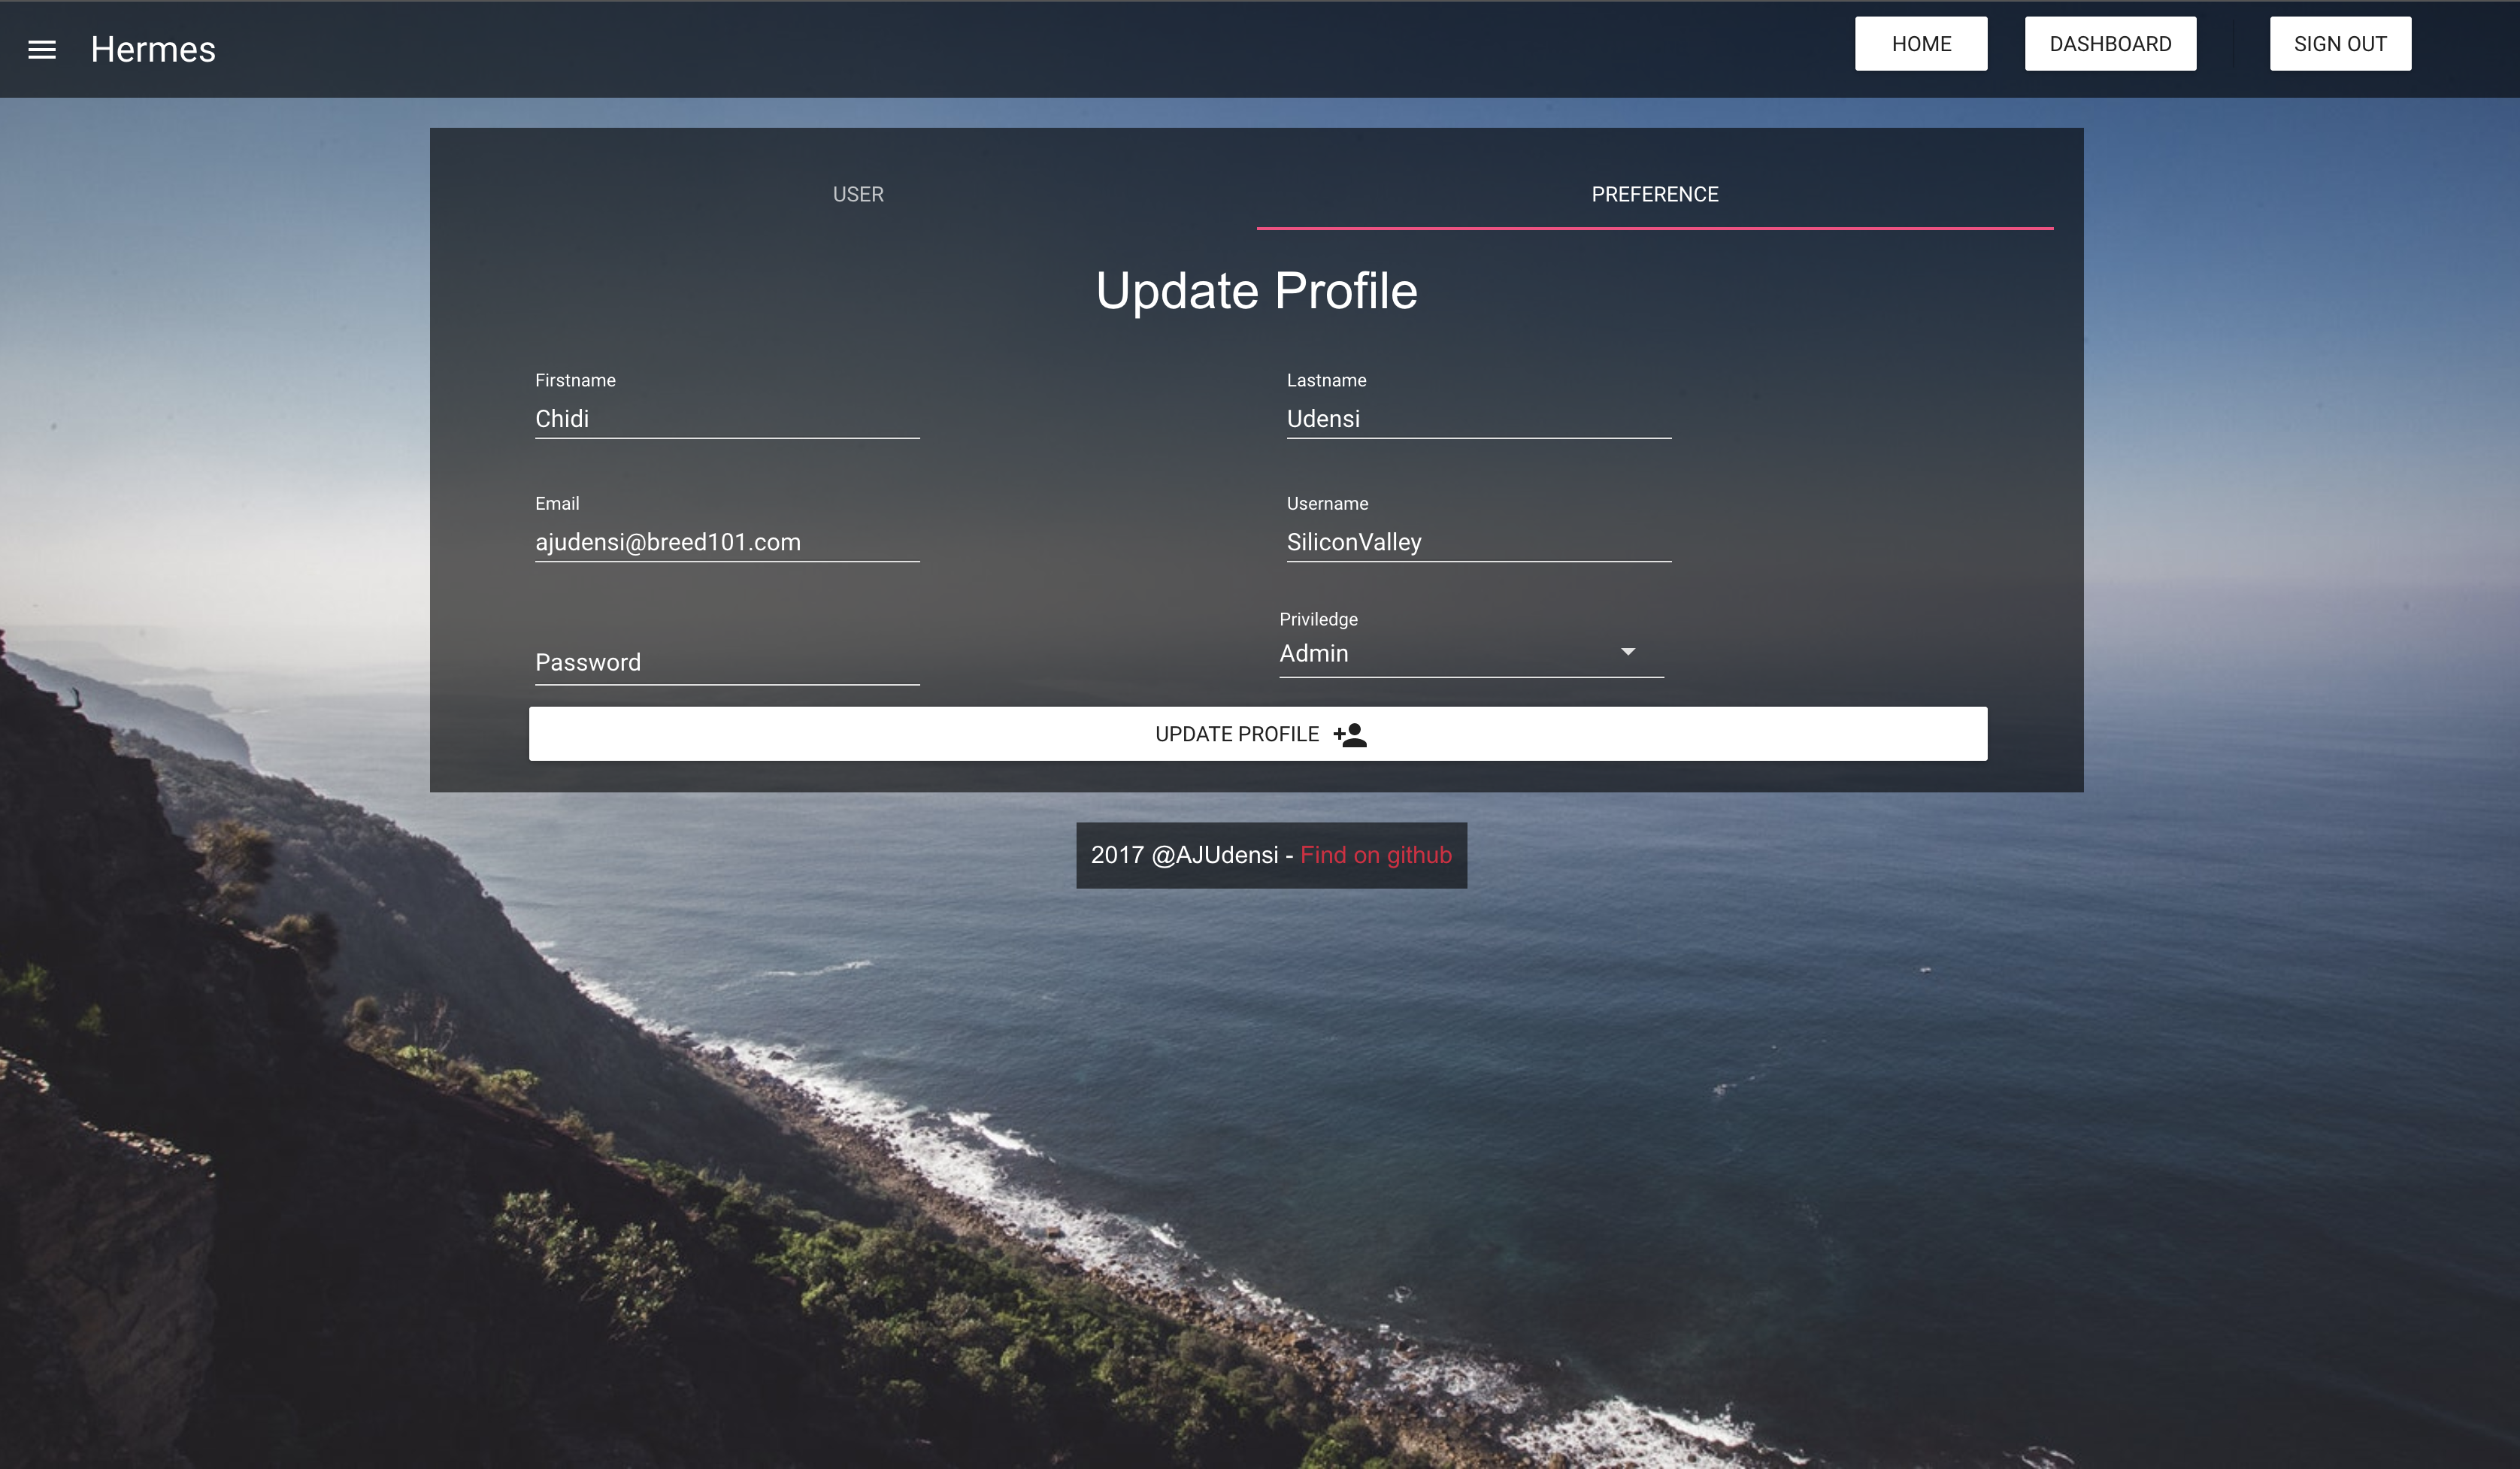 Hermes
HOME
DASHBOARD
SIGN OUT
USER
PREFERENCE
Update Profile
Firstname
Lastname
Chidi
Udensi
Email
Username
ajudensi@breed101.com
SiliconValley
Priviledge
Password
Admin
UPDATE PROFILE
2017 @AJUdensi - Find on github